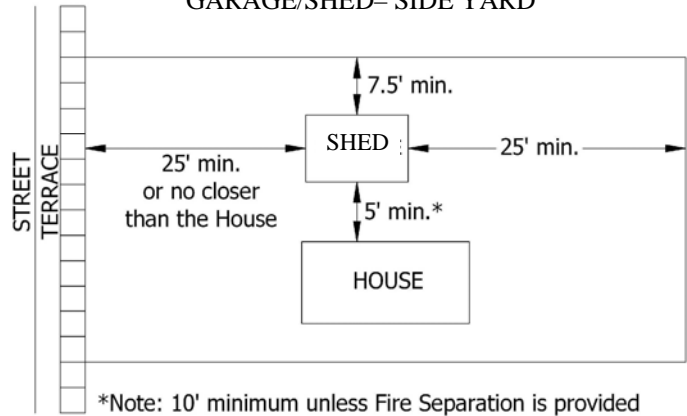 GARAGE/SHED– SIDE YARD
7.5' min.
SHED
25' min.
or no closer
than the House
25' min.
5' min.*
STREET
TERRACE
HOUSE
*Note: 10' minimum unless Fire Separation is provided